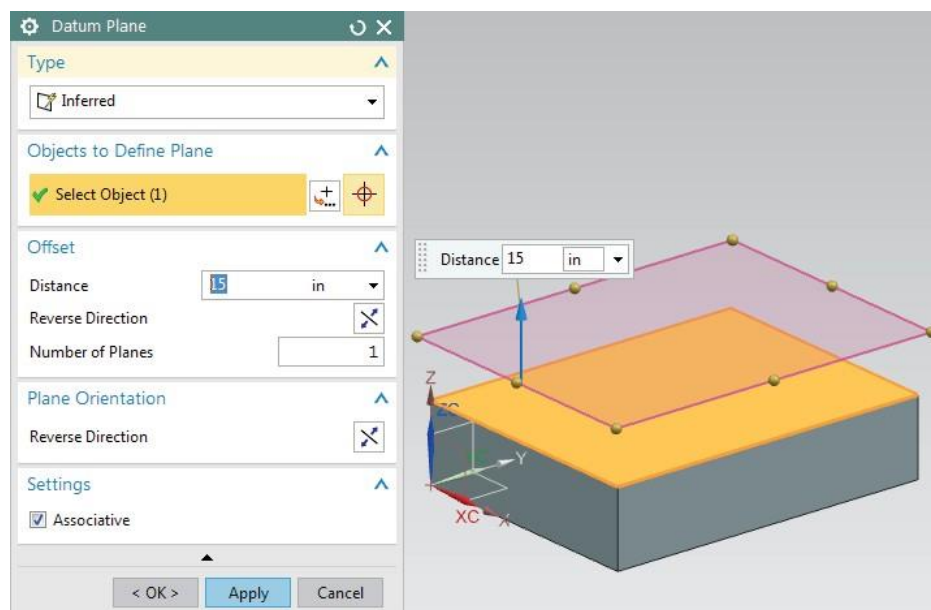 Datum Plane
Type
Inferred
Objects to Define Plane
Select Object (1)
Offset
Distance 15 in
Reverse Direction
Number of Planes 1
Plane Orientation
Reverse Direction
Settings
Associative
< OK > Apply Cancel
Distance 15 in
Z
ZC
Y
XC
X